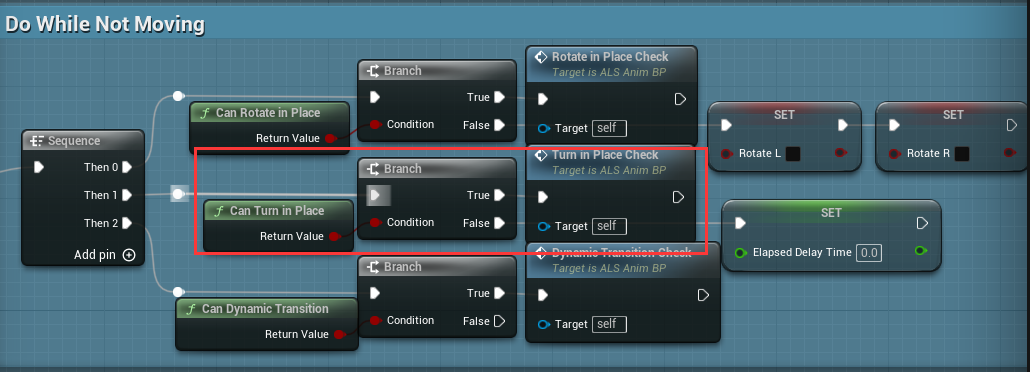 Do While Not Moving
Sequence
Then 0
Then 1
Then 2
Add pin
f Can Rotate in Place
Return Value
Branch
True
Condition
False
Rotate in Place Check
Target is ALS Anim BP
Target self
SET
Rotate L
SET
Rotate R
f Can Turn in Place
Return Value
Branch
True
Condition
False
Turn in Place Check
Target is ALS Anim BP
Target self
SET
Elapsed Delay Time 0.0
f Can Dynamic Transition
Return Value
Branch
True
Condition
False
Dynamic Transition Check
Target is ALS Anim BP
Target self